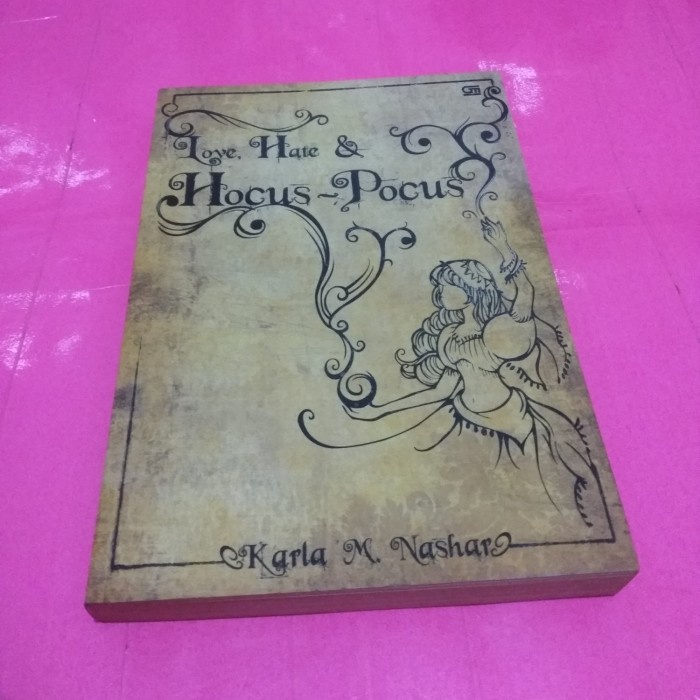 Love, Hate &
Hocus~Pocus
Karla M. Nashar